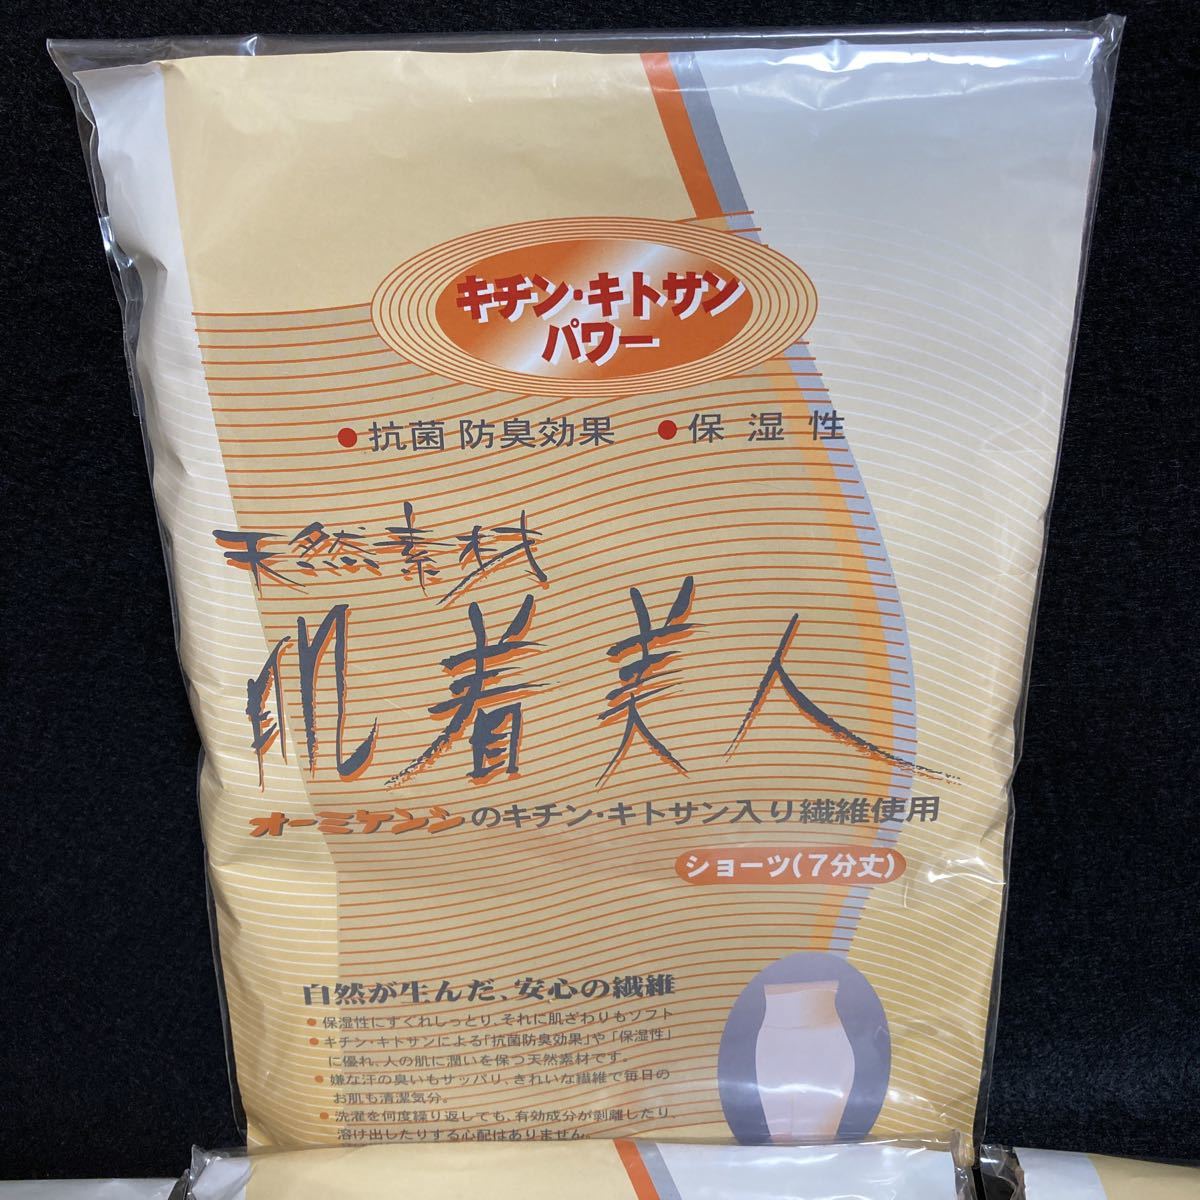 キチン・キトサン
パワー
●抗菌 防臭効果 ●保湿性
天然素材
肌着美人
オーミケンシのキチン・キトサン入り繊維使用
ショーツ(7分丈)
自然が生んだ、安心の繊維
●保湿性にすぐれしっとり、それに肌ざわりもソフト
●キチン・キトサンによる「抗菌防臭効果」や「保湿性」
に優れ、人の肌に潤いを保つ天然素材です。
●嫌な汗の臭いもサッパリ、きれいな繊維で毎日の
お肌も清潔気分。
●洗濯を何度繰り返しても、有効成分が剥離したり、
溶け出したりする心配はありません。